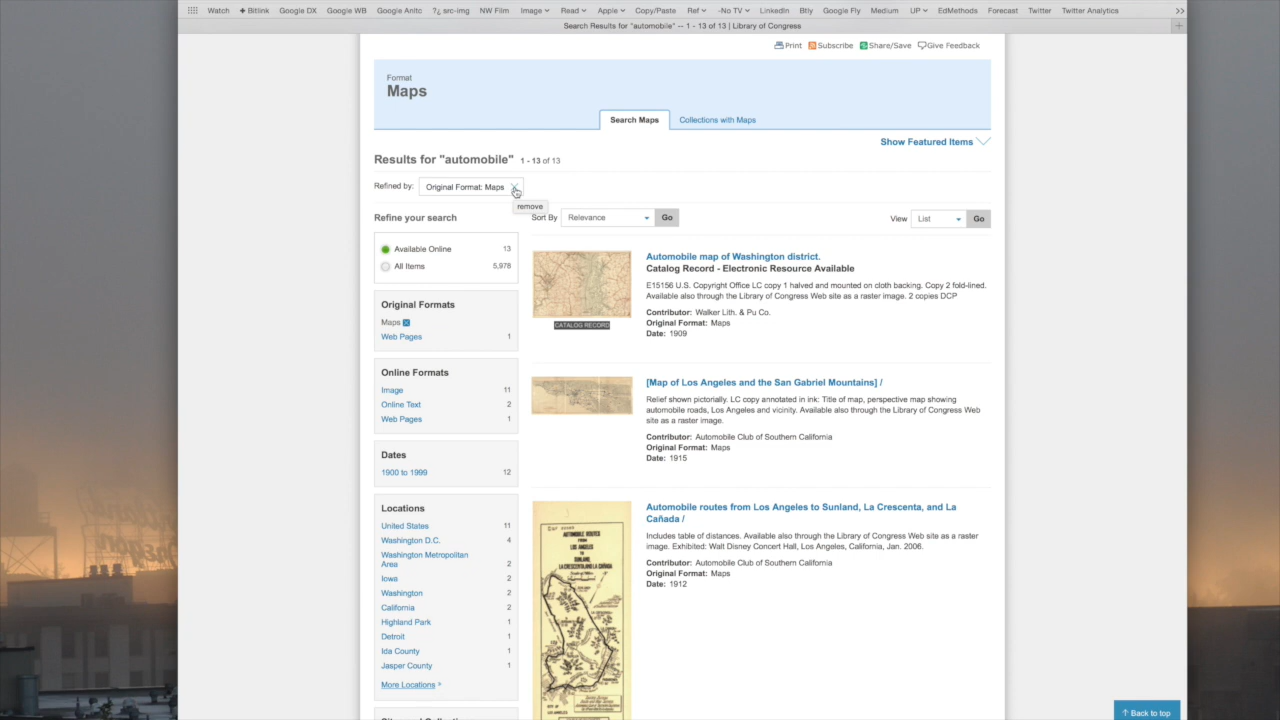 Watch + Bitlink Google DX Google WB Google Anltc ?¿ src-img NW Film Image Read Apple Copy/Paste Ref -No TV LinkedIn Btly Google Fly Medium UP EdMethods Forecast Twitter Twitter Analytics >>
Search Results for "automobile" -- 1 - 13 of 13 | Library of Congress +
Print Subscribe Share/Save Give Feedback
Format
Maps
Search Maps Collections with Maps
Show Featured Items
Results for "automobile" 1 - 13 of 13
Refined by: Original Format: Maps
remove
Refine your search
Sort By Relevance Go View List Go
Available Online 13
All Items 5,978
Original Formats
Maps
Web Pages 1
Online Formats
Image 11
Online Text 2
Web Pages 1
Dates
1900 to 1999 12
Locations
United States 11
Washington D.C. 4
Washington Metropolitan
Area 2
Iowa 2
Washington 2
California 2
Highland Park 1
Detroit 1
Ida County 1
Jasper County 1
More Locations »
CATALOG RECORD
Automobile map of Washington district.
Catalog Record - Electronic Resource Available
E15156 U.S. Copyright Office LC copy 1 halved and mounted on cloth backing. Copy 2 fold-lined.
Available also through the Library of Congress Web site as a raster image. 2 copies DCP
Contributor: Walker Lith. & Pu Co.
Original Format: Maps
Date: 1909
[Map of Los Angeles and the San Gabriel Mountains] /
Relief shown pictorially. LC copy annotated in ink: Title of map, perspective map showing
automobile roads, Los Angeles and vicinity. Available also through the Library of Congress Web
site as a raster image.
Contributor: Automobile Club of Southern California
Original Format: Maps
Date: 1915
AUTOMOBILE ROUTES
FROM
LOS ANGELES
TO
SUNLAND,
LA CRESCENTA, AND LA CAÑADA
Automobile routes from Los Angeles to Sunland, La Crescenta, and La
Cañada /
Includes table of distances. Available also through the Library of Congress Web site as a raster
image. Exhibited: Walt Disney Concert Hall, Los Angeles, California, Jan. 2006.
Contributor: Automobile Club of Southern California
Original Format: Maps
Date: 1912
Back to top